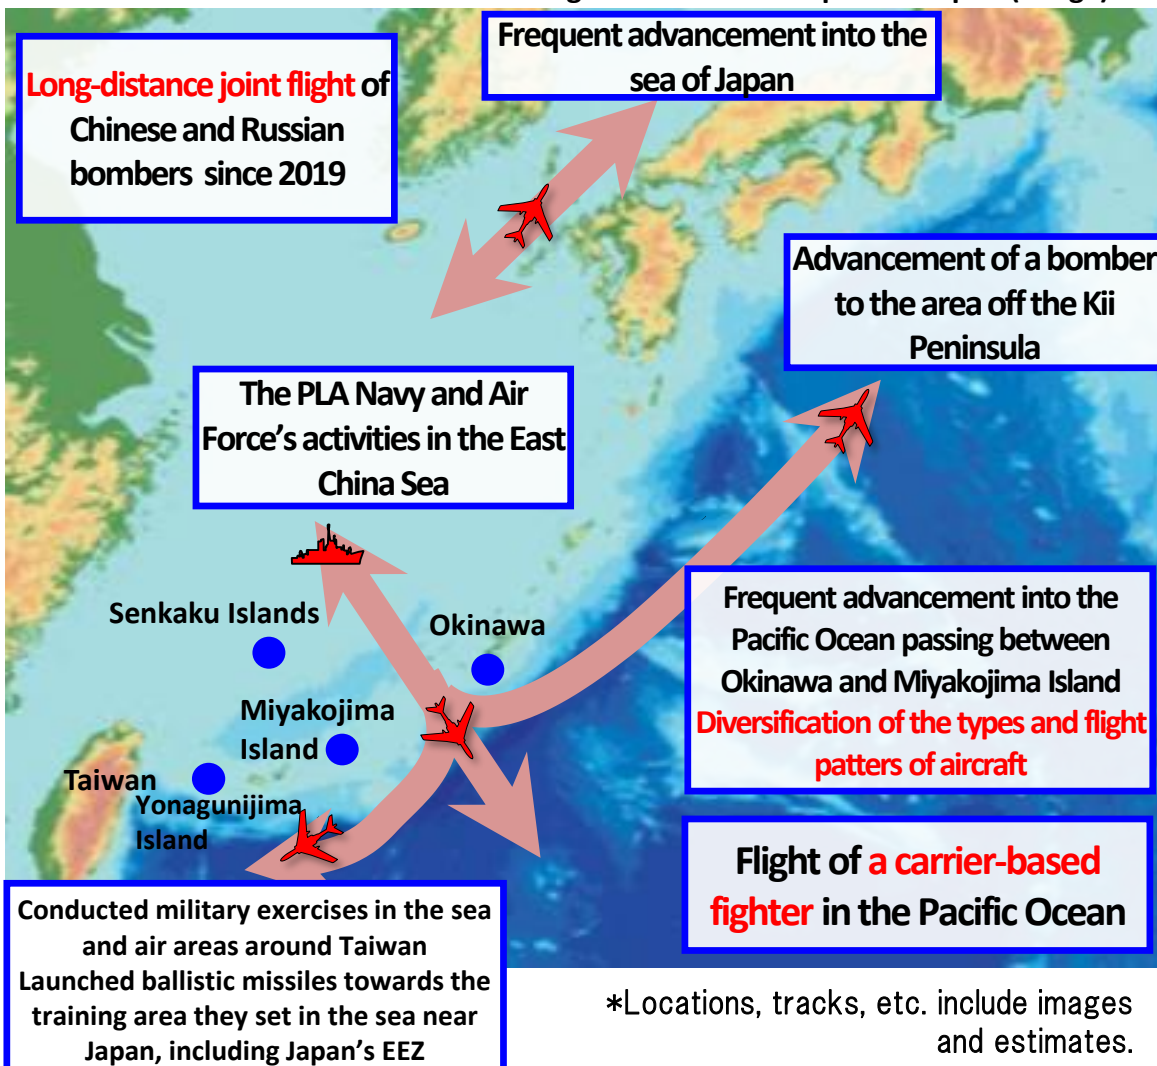 Frequent advancement into the
sea of Japan
Long-distance joint flight of
Chinese and Russian
bombers since 2019
Advancement of a bomber
to the area off the Kii
Peninsula
The PLA Navy and Air
Force's activities in the East
China Sea
Senkaku Islands
Okinawa
Miyakojima
Island
Taiwan
Yonagunijima
Island
Frequent advancement into the
Pacific Ocean passing between
Okinawa and Miyakojima Island
Diversification of the types and flight
patters of aircraft
Flight of a carrier-based
fighter in the Pacific Ocean
Conducted military exercises in the sea
and air areas around Taiwan
Launched ballistic missiles towards the
training area they set in the sea near
Japan, including Japan's EEZ
*Locations, tracks, etc. include images
and estimates.